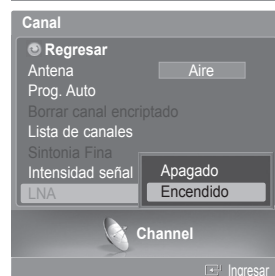 Canal
Regresar
Antena Aire
Prog. Auto
Borrar canal encriptado
Lista de canales
Sintonia Fina
Intensidad señal Apagado
LNA Encendido
Channel
Ingresar